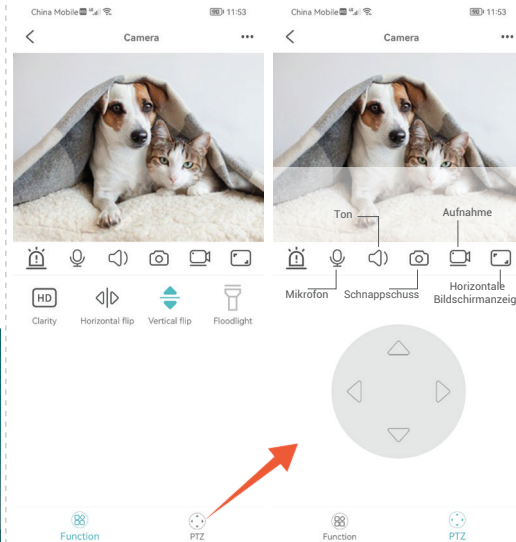 China Mobile 11:53
Camera
HD
Clarity Horizontal flip Vertical flip Floodlight
Function PTZ
China Mobile 11:53
Camera
Ton Aufnahme
Mikrofon Schnappschuss Horizontale
Bildschirmanzeig
Function PTZ